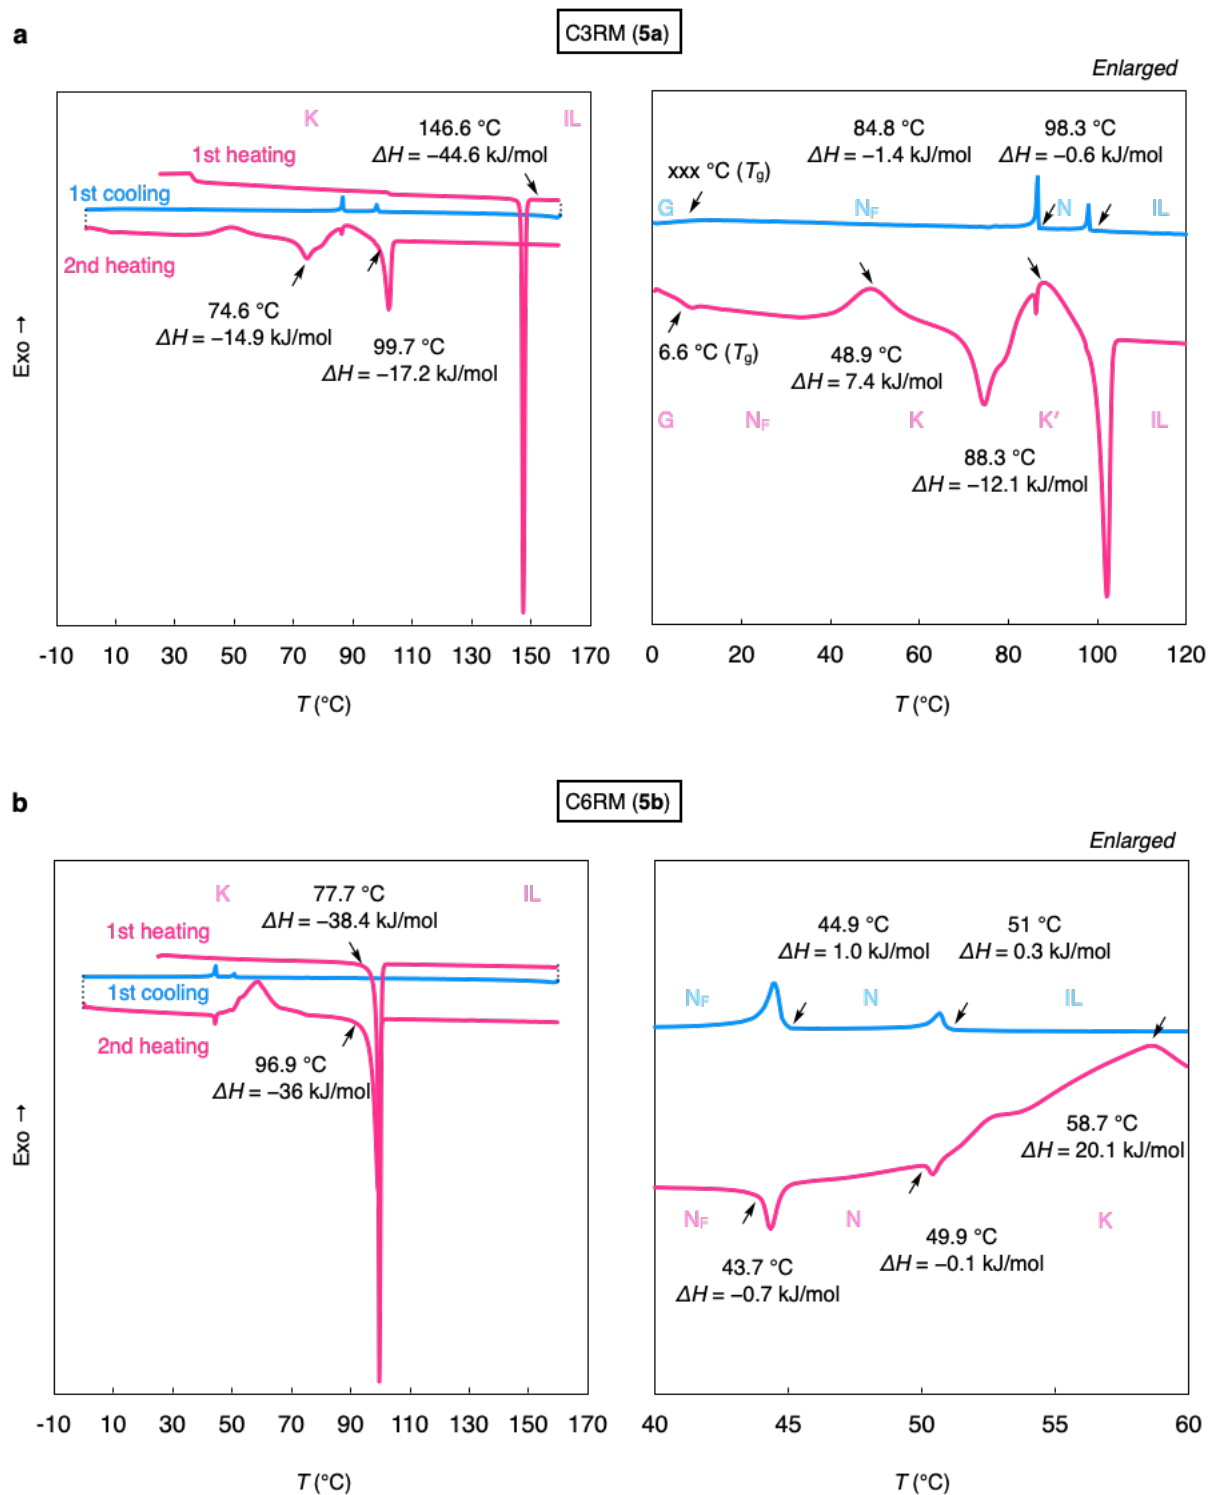 a
C3RM (5a)
Enlarged
K
IL
146.6 °C
ΔH = −44.6 kJ/mol
1st heating
1st cooling
2nd heating
74.6 °C
ΔH = −14.9 kJ/mol
99.7 °C
ΔH = −17.2 kJ/mol
Exo →
-10 10 30 50 70 90 110 130 150 170
T (°C)
84.8 °C
ΔH = −1.4 kJ/mol
98.3 °C
ΔH = −0.6 kJ/mol
xxx °C (Tg)
G NF N IL
6.6 °C (Tg)
48.9 °C
ΔH = 7.4 kJ/mol
G NF K K′ IL
88.3 °C
ΔH = −12.1 kJ/mol
0 20 40 60 80 100 120
T (°C)
b
C6RM (5b)
Enlarged
K
IL
77.7 °C
ΔH = −38.4 kJ/mol
1st heating
1st cooling
2nd heating
96.9 °C
ΔH = −36 kJ/mol
Exo →
-10 10 30 50 70 90 110 130 150 170
T (°C)
44.9 °C
ΔH = 1.0 kJ/mol
51 °C
ΔH = 0.3 kJ/mol
NF N IL
58.7 °C
ΔH = 20.1 kJ/mol
NF N K
49.9 °C
ΔH = −0.1 kJ/mol
43.7 °C
ΔH = −0.7 kJ/mol
40 45 50 55 60
T (°C)